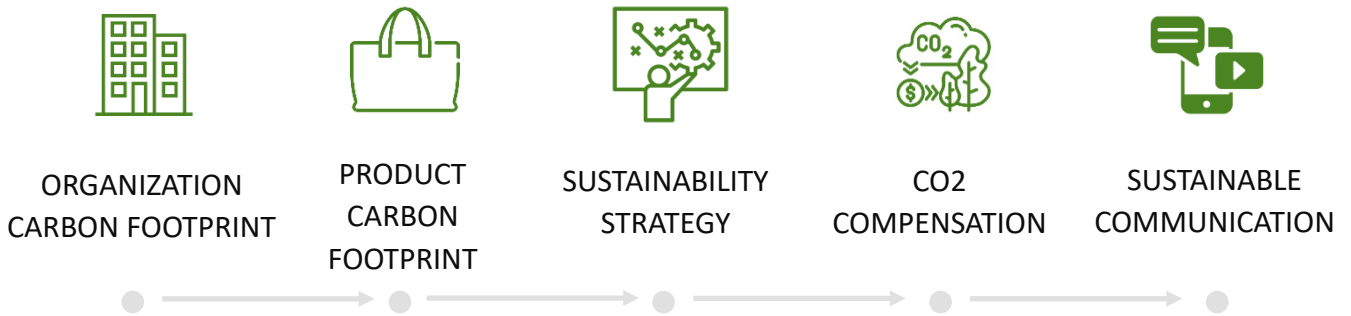 ORGANIZATION
CARBON FOOTPRINT
PRODUCT
CARBON
FOOTPRINT
SUSTAINABILITY
STRATEGY
CO2
$
CO2
COMPENSATION
SUSTAINABLE
COMMUNICATION